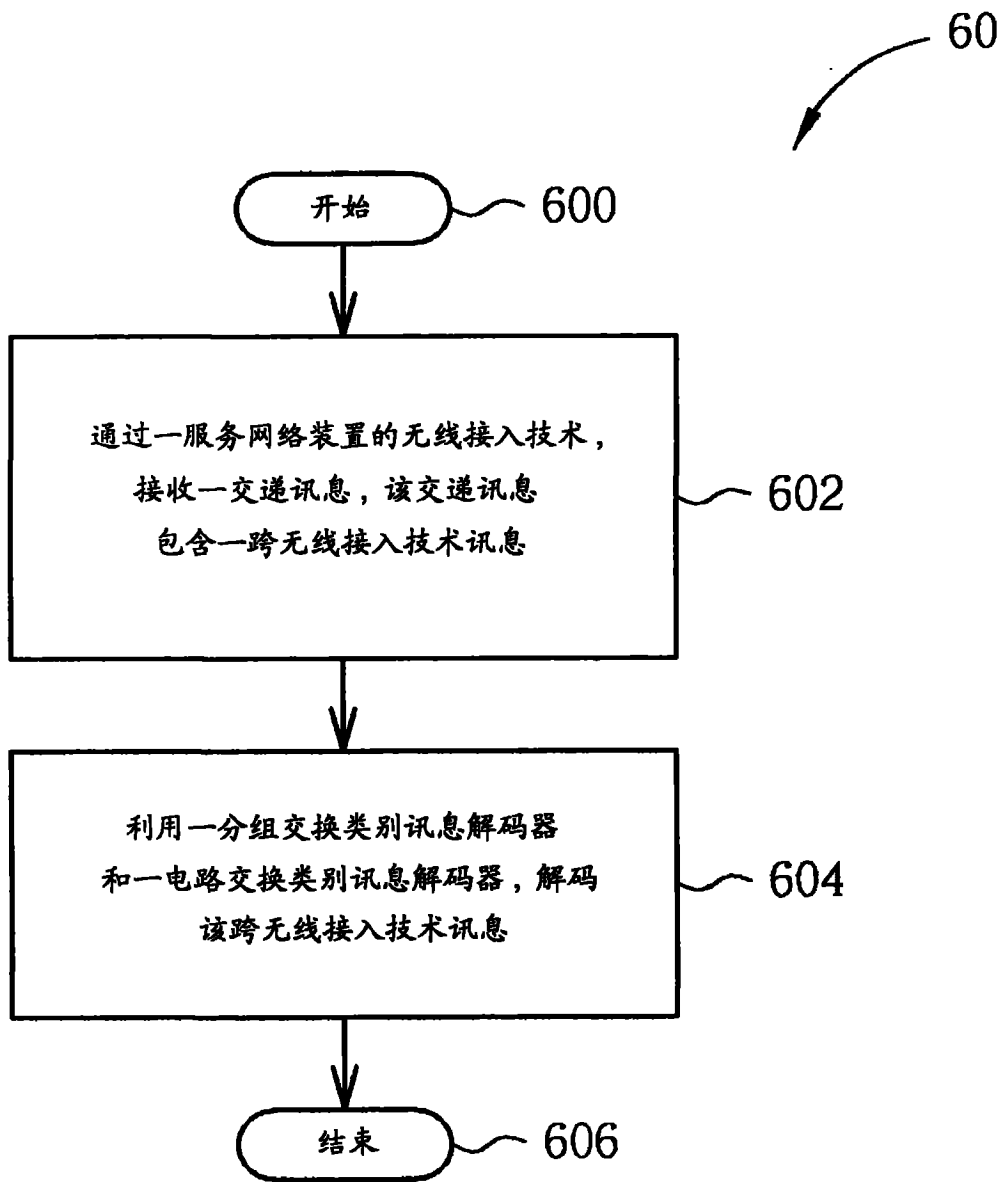 60
开始
600
通过一服务网络装置的无线接入技术,
接收一交递讯息,该交递讯息
包含一跨无线接入技术讯息
602
利用一分组交换类别讯息解码器
和一电路交换类别讯息解码器,解码
该跨无线接入技术讯息
604
结束
606